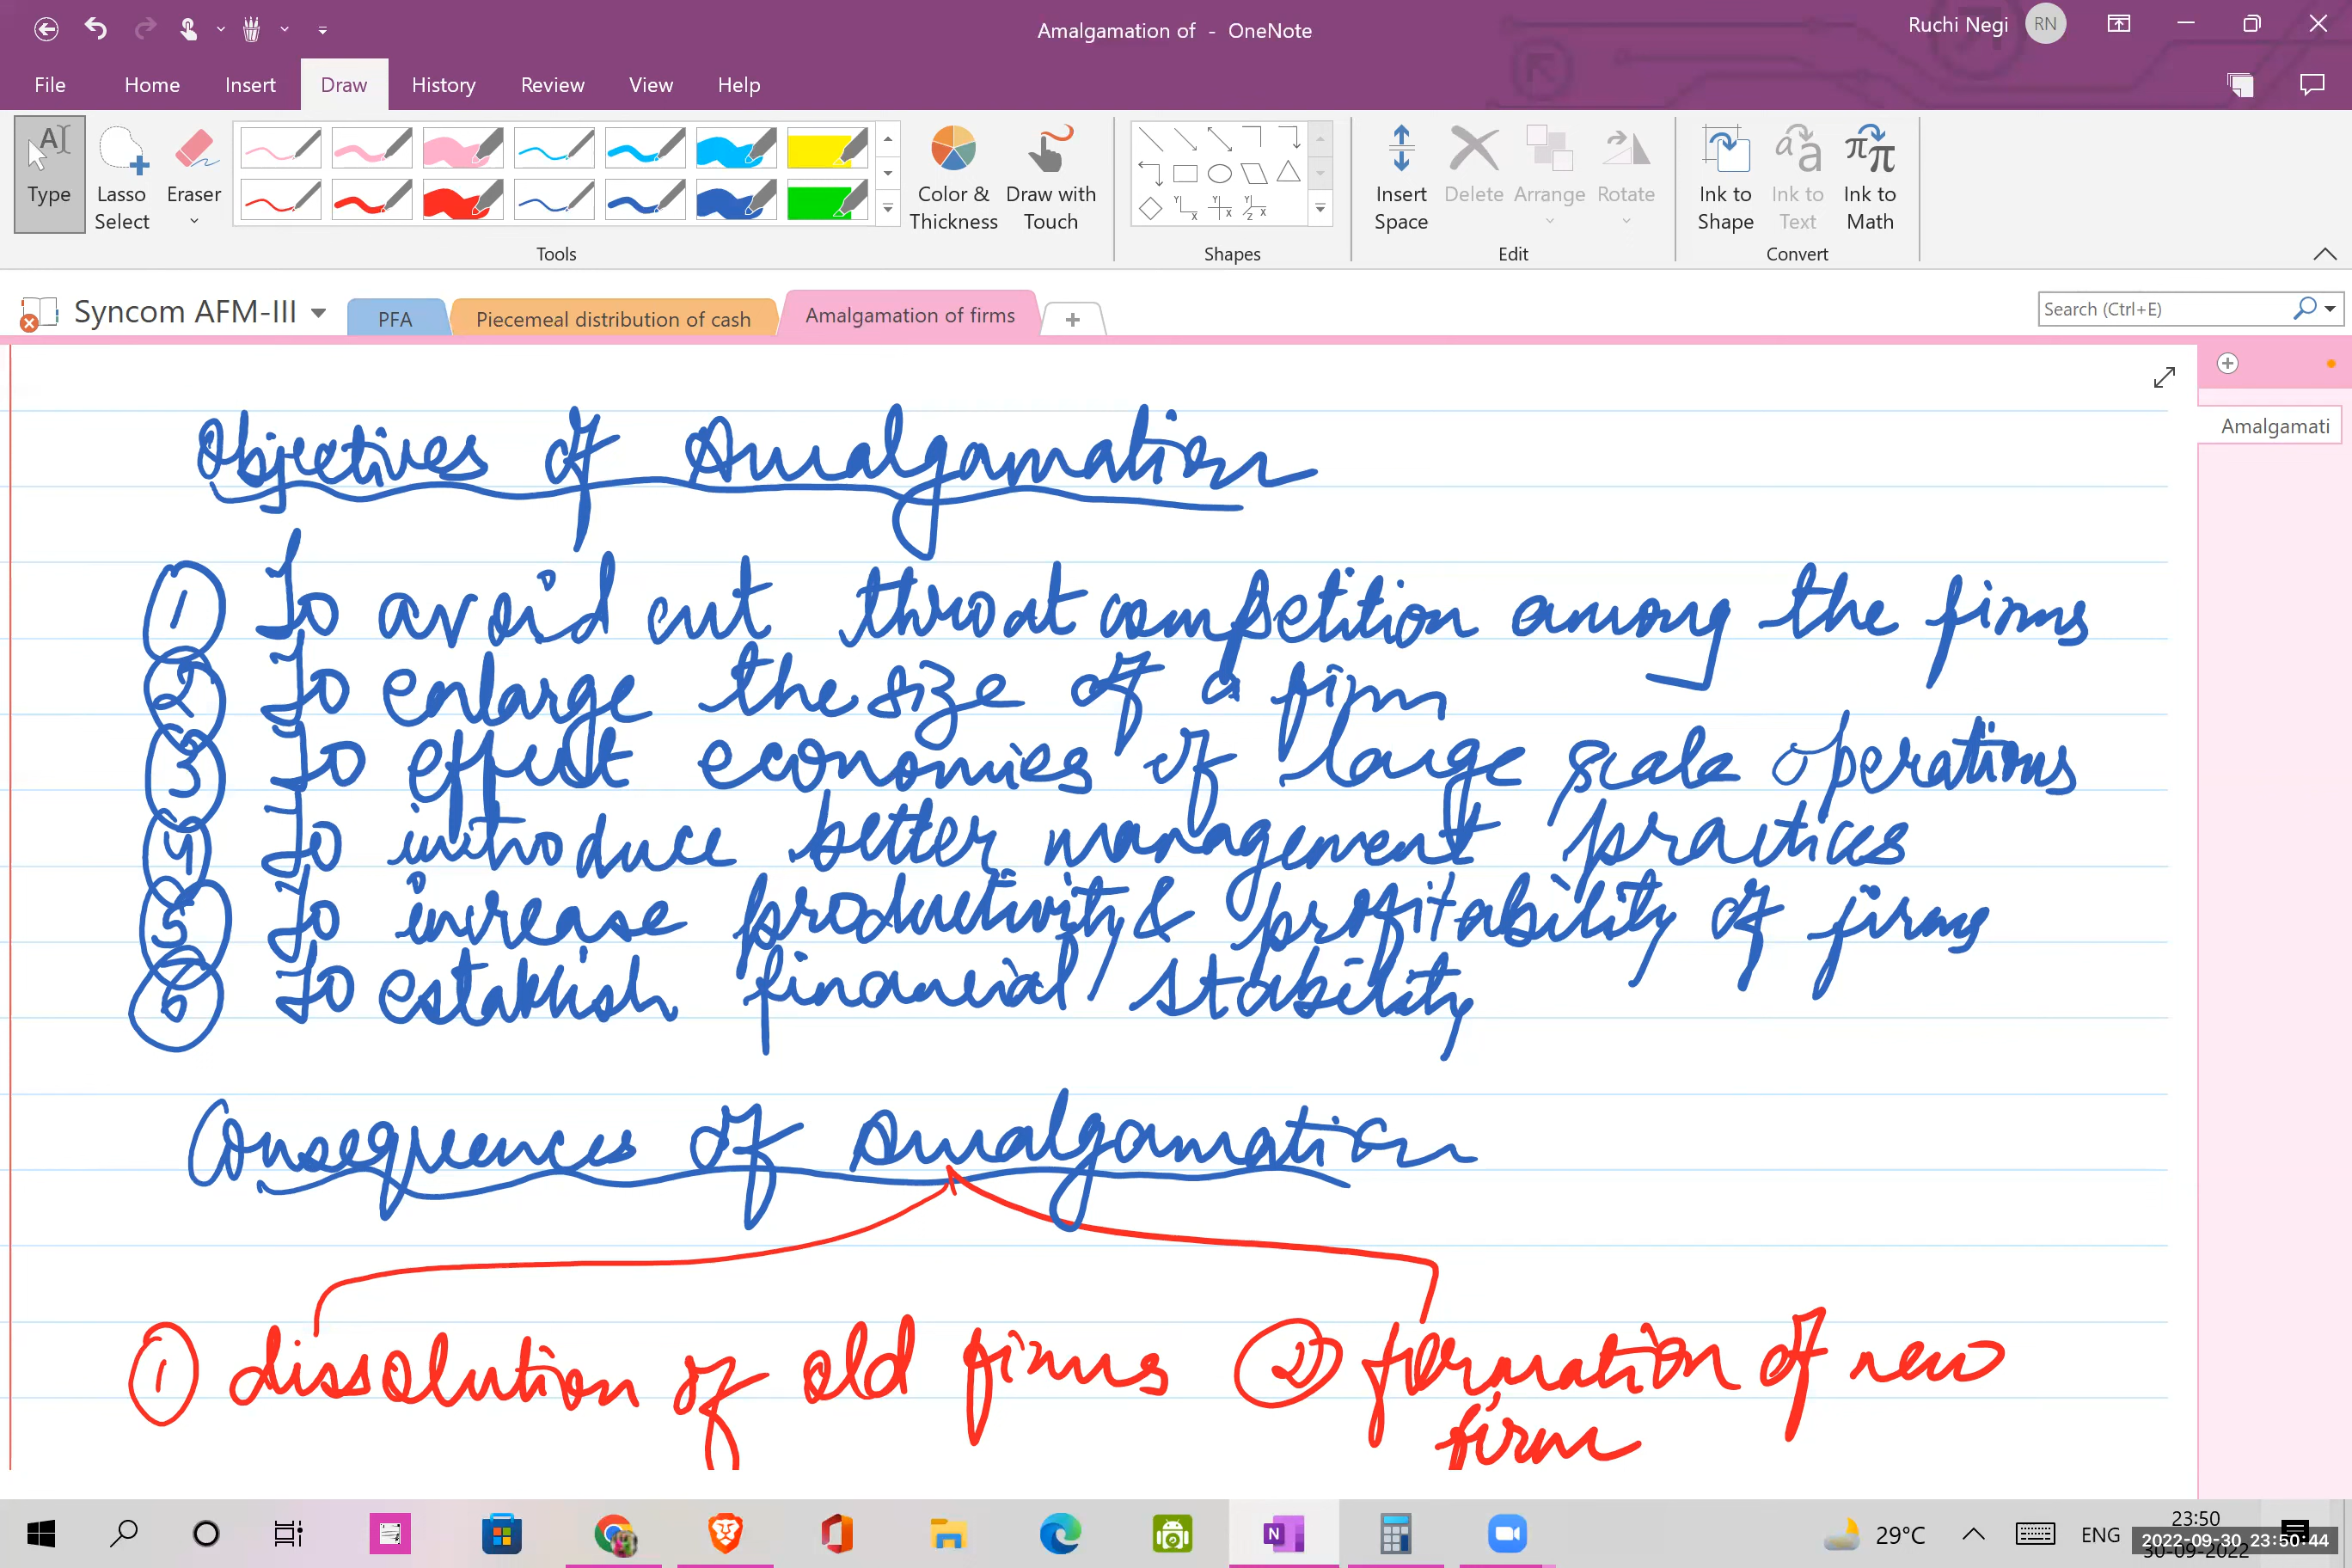 Amalgamation of - OneNote
Ruchi Negi RN
File Home Insert Draw History Review View Help
Type
Lasso Select
Eraser
Color & Thickness
Draw with Touch
Insert Space
Delete
Arrange
Rotate
Ink to Shape
Ink to Text
Ink to Math
Tools Shapes Edit Convert
Syncom AFM-III PFA Piecemeal distribution of cash Amalgamation of firms
Search (Ctrl+E)
Amalgamati
Objectives of Amalgamation
1 To avoid cut throat competition among the firms
2 To enlarge the size of a firm
3 To effect economies of large scale operations
4 To introduce better management practices
5 To increase productivity & profitability of firms
6 To establish financial stability
Consequences of Amalgamation
1 dissolution of old firms 2 formation of new
firm
29°C ENG
23:50
30-09-2022
2022-09-30 23:50:44